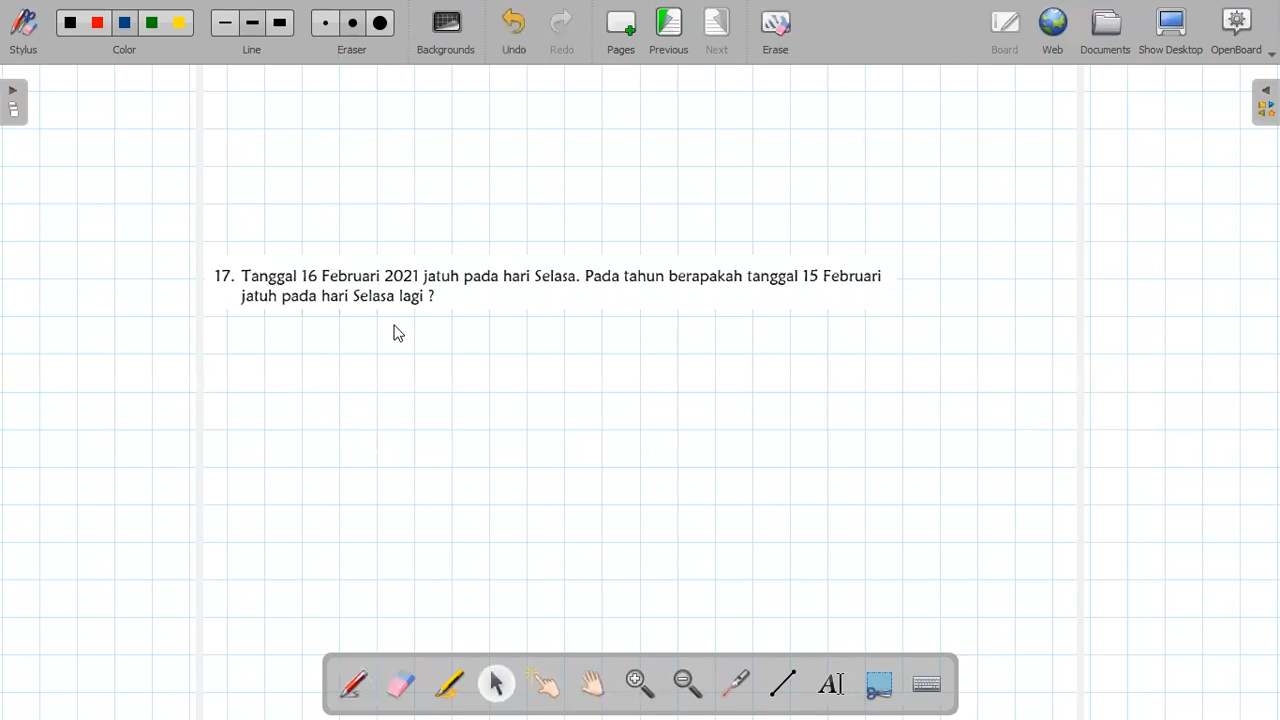 Stylus Color Line Eraser Backgrounds Undo Redo Pages Previous Next Erase Board Web Documents Show Desktop OpenBoard
17. Tanggal 16 Februari 2021 jatuh pada hari Selasa. Pada tahun berapakah tanggal 15 Februari
jatuh pada hari Selasa lagi ?